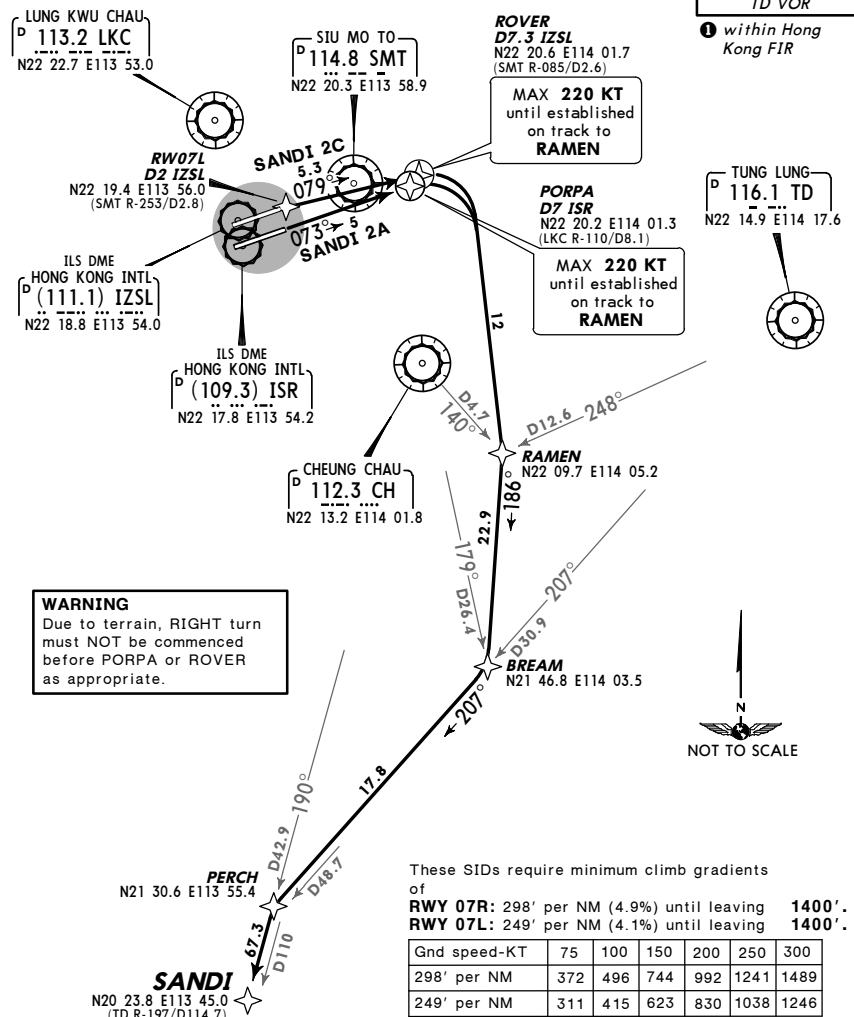 TD VOR
❶ within Hong
Kong FIR
LUNG KWU CHAU
D 113.2 LKC
N22 22.7 E113 53.0
SIU MO TO
D 114.8 SMT
N22 20.3 E113 58.9
ROVER
D7.3 IZSL
N22 20.6 E114 01.7
(SMT R-085/D2.6)
MAX 220 KT
until established
on track to
RAMEN
RW07L
D2 IZSL
N22 19.4 E113 56.0
(SMT R-253/D2.8)
SANDI 2C
5.3
079°
073° 5
SANDI 2A
PORPA
D7 ISR
N22 20.2 E114 01.3
(LKC R-110/D8.1)
MAX 220 KT
until established
on track to
RAMEN
TUNG LUNG
D 116.1 TD
N22 14.9 E114 17.6
ILS DME
HONG KONG INTL
D (111.1) IZSL
N22 18.8 E113 54.0
ILS DME
HONG KONG INTL
D (109.3) ISR
N22 17.8 E113 54.2
12
CHEUNG CHAU
D 112.3 CH
N22 13.2 E114 01.8
D4.7
140°
D12.6 248°
RAMEN
N22 09.7 E114 05.2
186°
22.9
179°
D26.4
207°
D30.9
BREAM
N21 46.8 E114 03.5
207°
WARNING
Due to terrain, RIGHT turn
must NOT be commenced
before PORPA or ROVER
as appropriate.
N
NOT TO SCALE
17.8
190°
D42.9
D48.7
PERCH
N21 30.6 E113 55.4
67.3
D110
SANDI
N20 23.8 E113 45.0
(TD R-197/D114.7)
These SIDs require minimum climb gradients
of
RWY 07R: 298' per NM (4.9%) until leaving 1400'.
RWY 07L: 249' per NM (4.1%) until leaving 1400'.
Gnd speed-KT 75 100 150 200 250 300
298' per NM 372 496 744 992 1241 1489
249' per NM 311 415 623 830 1038 1246